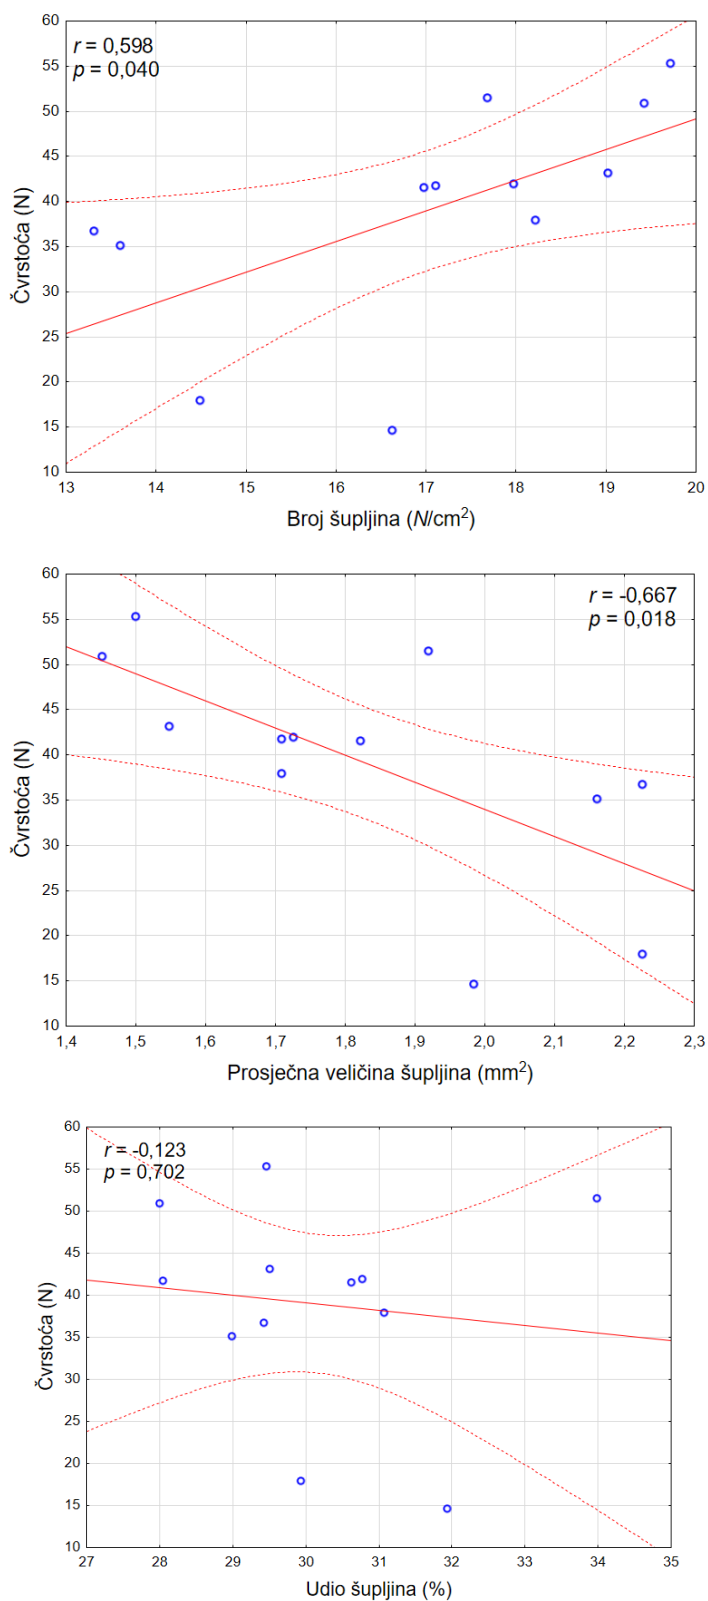 60
r = 0,598
p = 0,040
55
50
45
40
35
30
25
20
15
10
Čvrstoća (N)
13 14 15 16 17 18 19 20
Broj šupljina (N/cm²)
60
r = -0,667
p = 0,018
55
50
45
40
35
30
25
20
15
10
Čvrstoća (N)
1,4 1,5 1,6 1,7 1,8 1,9 2,0 2,1 2,2 2,3
Prosječna veličina šupljina (mm²)
60
r = -0,123
p = 0,702
55
50
45
40
35
30
25
20
15
10
Čvrstoća (N)
27 28 29 30 31 32 33 34 35
Udio šupljina (%)